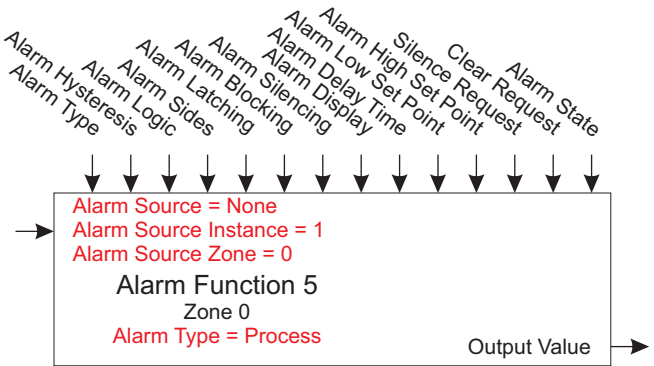 Alarm Type
Alarm Hysteresis
Alarm Logic
Alarm Sides
Alarm Latching
Alarm Blocking
Alarm Silencing
Alarm Display
Alarm Delay Time
Alarm Low Set Point
Alarm High Set Point
Silence Request
Clear Request
Alarm State
Alarm Source = None
Alarm Source Instance = 1
Alarm Source Zone = 0
Alarm Function 5
Zone 0
Alarm Type = Process
Output Value